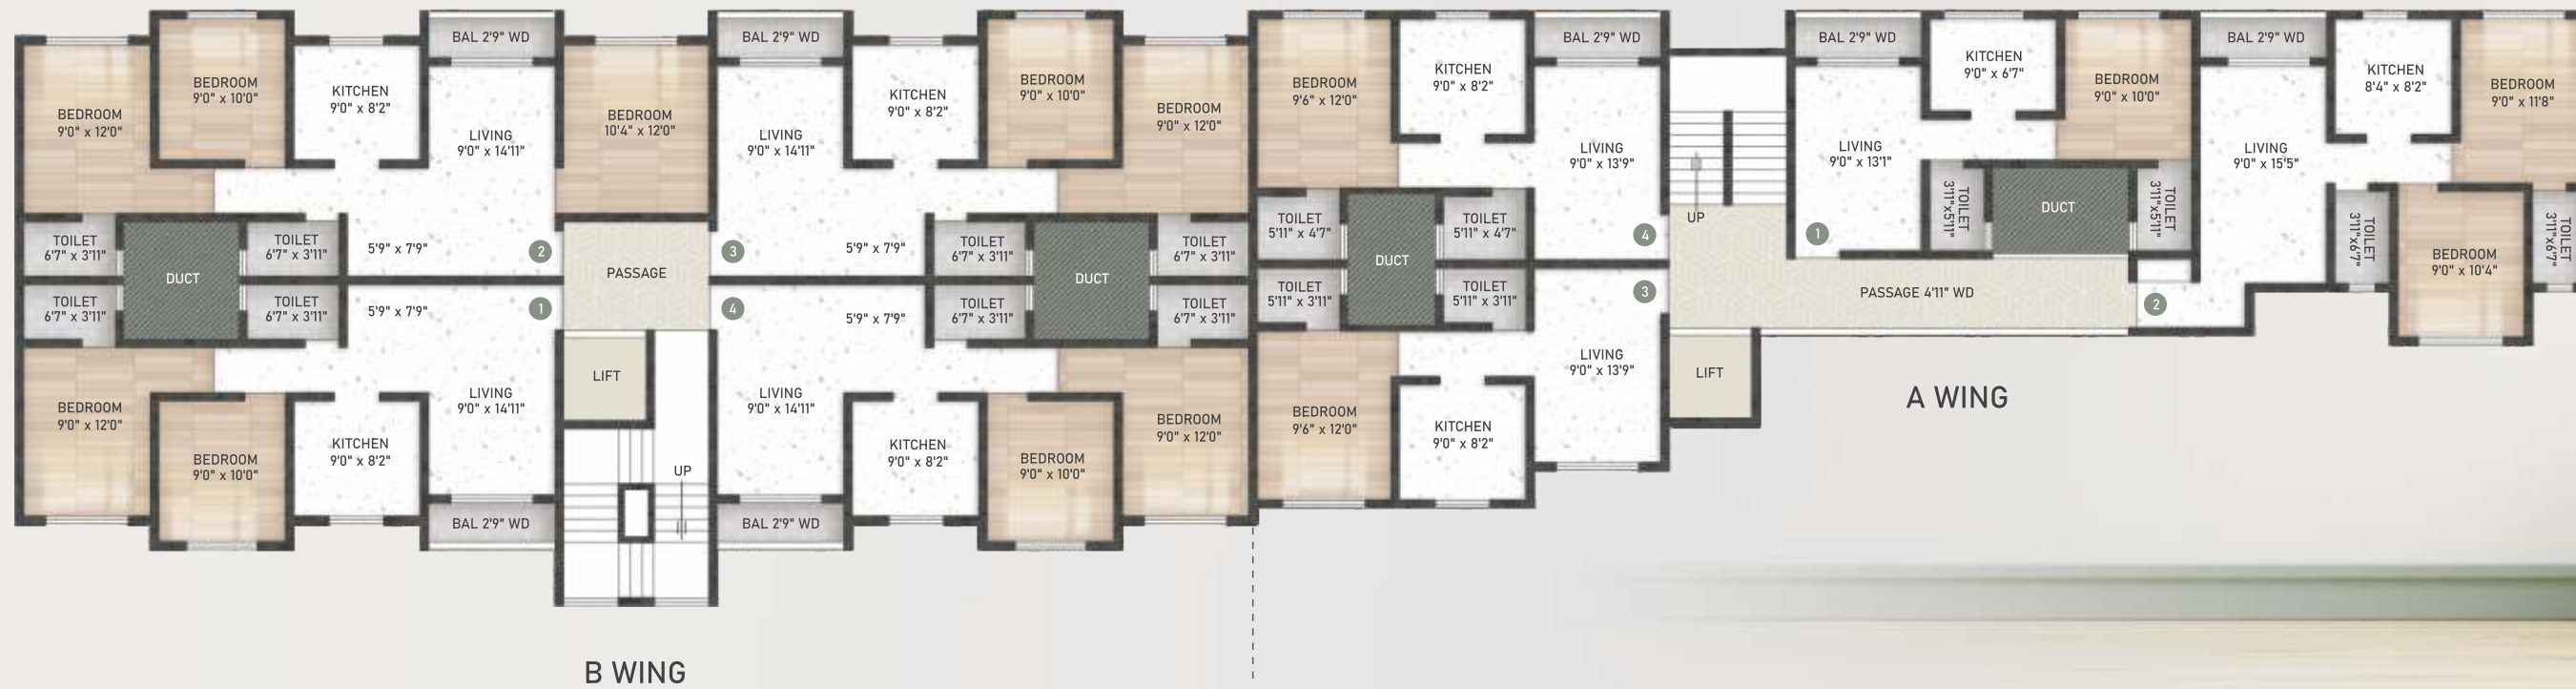 BAL 2'9" WD
BAL 2'9" WD
BAL 2'9" WD
BAL 2'9" WD
BAL 2'9" WD
BEDROOM
9'0" x 12'0"
BEDROOM
9'0" x 10'0"
KITCHEN
9'0" x 8'2"
LIVING
9'0" x 14'11"
BEDROOM
10'4" x 12'0"
LIVING
9'0" x 14'11"
KITCHEN
9'0" x 8'2"
BEDROOM
9'0" x 10'0"
BEDROOM
9'0" x 12'0"
BEDROOM
9'6" x 12'0"
KITCHEN
9'0" x 8'2"
LIVING
9'0" x 13'9"
LIVING
9'0" x 13'1"
KITCHEN
9'0" x 6'7"
BEDROOM
9'0" x 10'0"
LIVING
9'0" x 15'5"
KITCHEN
8'4" x 8'2"
BEDROOM
9'0" x 11'8"
TOILET
6'7" x 3'11"
DUCT
TOILET
6'7" x 3'11"
5'9" x 7'9"
2
PASSAGE
3
5'9" x 7'9"
TOILET
6'7" x 3'11"
DUCT
TOILET
6'7" x 3'11"
TOILET
5'11" x 4'7"
DUCT
TOILET
5'11" x 4'7"
4
UP
1
TOILET
3'11"x5'11"
DUCT
TOILET
3'11"x5'11"
TOILET
3'11"x6'7"
BEDROOM
9'0" x 10'4"
TOILET
3'11"x6'7"
TOILET
6'7" x 3'11"
TOILET
6'7" x 3'11"
5'9" x 7'9"
1
4
5'9" x 7'9"
TOILET
6'7" x 3'11"
TOILET
6'7" x 3'11"
TOILET
5'11" x 3'11"
TOILET
5'11" x 3'11"
3
PASSAGE 4'11" WD
2
BEDROOM
9'0" x 12'0"
BEDROOM
9'0" x 10'0"
KITCHEN
9'0" x 8'2"
LIVING
9'0" x 14'11"
LIFT
UP
LIVING
9'0" x 14'11"
KITCHEN
9'0" x 8'2"
BEDROOM
9'0" x 10'0"
BEDROOM
9'0" x 12'0"
BEDROOM
9'6" x 12'0"
KITCHEN
9'0" x 8'2"
LIVING
9'0" x 13'9"
LIFT
A WING
BAL 2'9" WD
BAL 2'9" WD
B WING